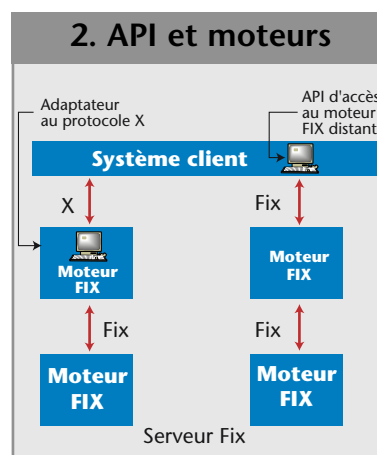 2. API et moteurs
Adaptateur
au protocole X
API d'accès
au moteur
FIX distant
Système client
X
Fix
Moteur
FIX
Moteur
FIX
Fix
Fix
Moteur
FIX
Moteur
FIX
Serveur Fix